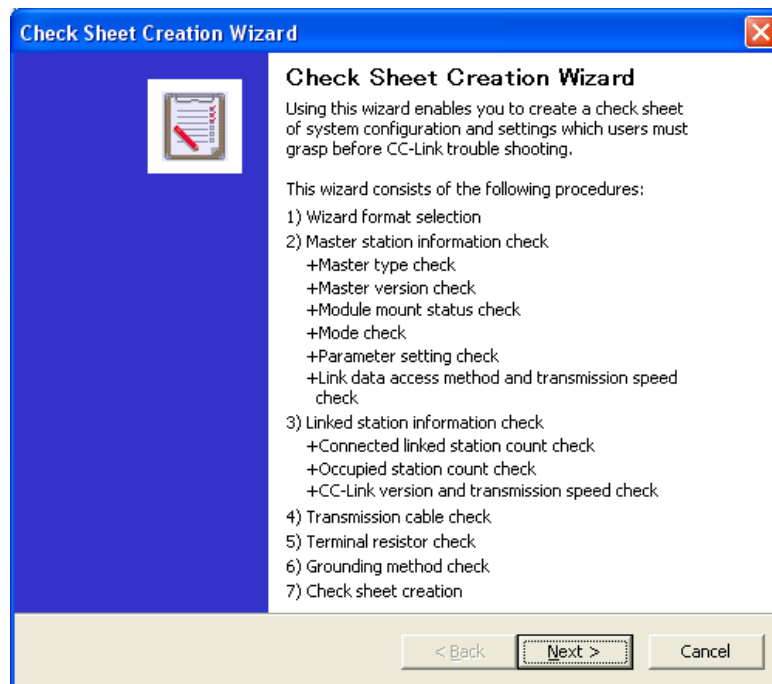 Check Sheet Creation Wizard
Check Sheet Creation Wizard
Using this wizard enables you to create a check sheet
of system configuration and settings which users must
grasp before CC-Link trouble shooting.
This wizard consists of the following procedures:
1) Wizard format selection
2) Master station information check
+Master type check
+Master version check
+Module mount status check
+Mode check
+Parameter setting check
+Link data access method and transmission speed
check
3) Linked station information check
+Connected linked station count check
+Occupied station count check
+CC-Link version and transmission speed check
4) Transmission cable check
5) Terminal resistor check
6) Grounding method check
7) Check sheet creation
< Back
Next >
Cancel